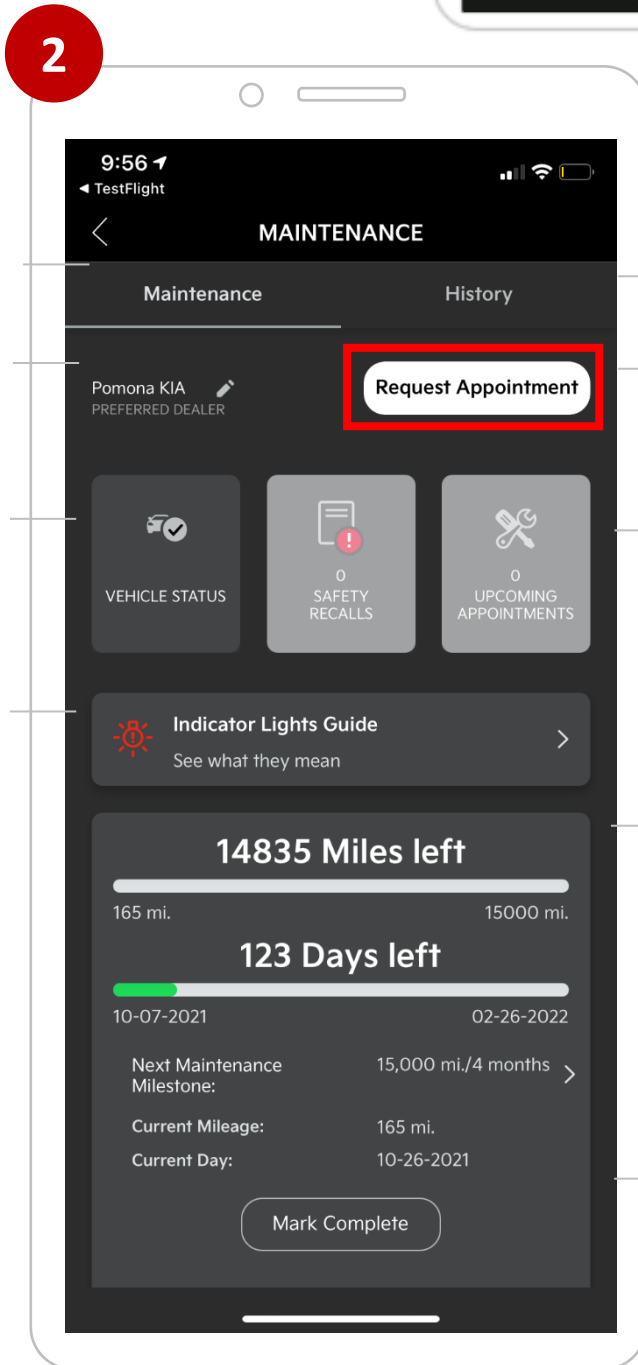 2
9:56
◀ TestFlight
MAINTENANCE
Maintenance
History
Pomona KIA
PREFERRED DEALER
Request Appointment
VEHICLE STATUS
0
SAFETY
RECALLS
0
UPCOMING
APPOINTMENTS
Indicator Lights Guide
See what they mean
14835 Miles left
165 mi.
15000 mi.
123 Days left
10-07-2021
02-26-2022
Next Maintenance
Milestone:
15,000 mi./4 months
Current Mileage:
165 mi.
Current Day:
10-26-2021
Mark Complete